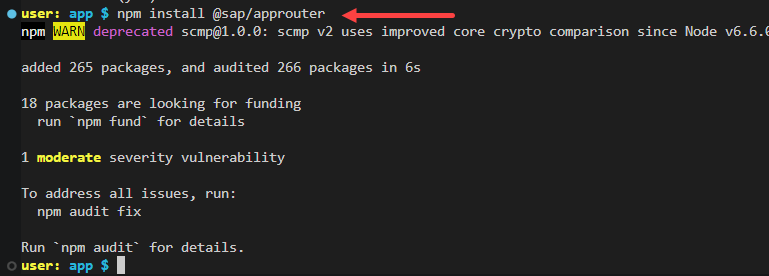 user: app $ npm install @sap/approuter
npm WARN deprecated scmp@1.0.0: scmp v2 uses improved core crypto comparison since Node v6.6.0
added 265 packages, and audited 266 packages in 6s
18 packages are looking for funding
run `npm fund` for details
1 moderate severity vulnerability
To address all issues, run:
npm audit fix
Run `npm audit` for details.
user: app $